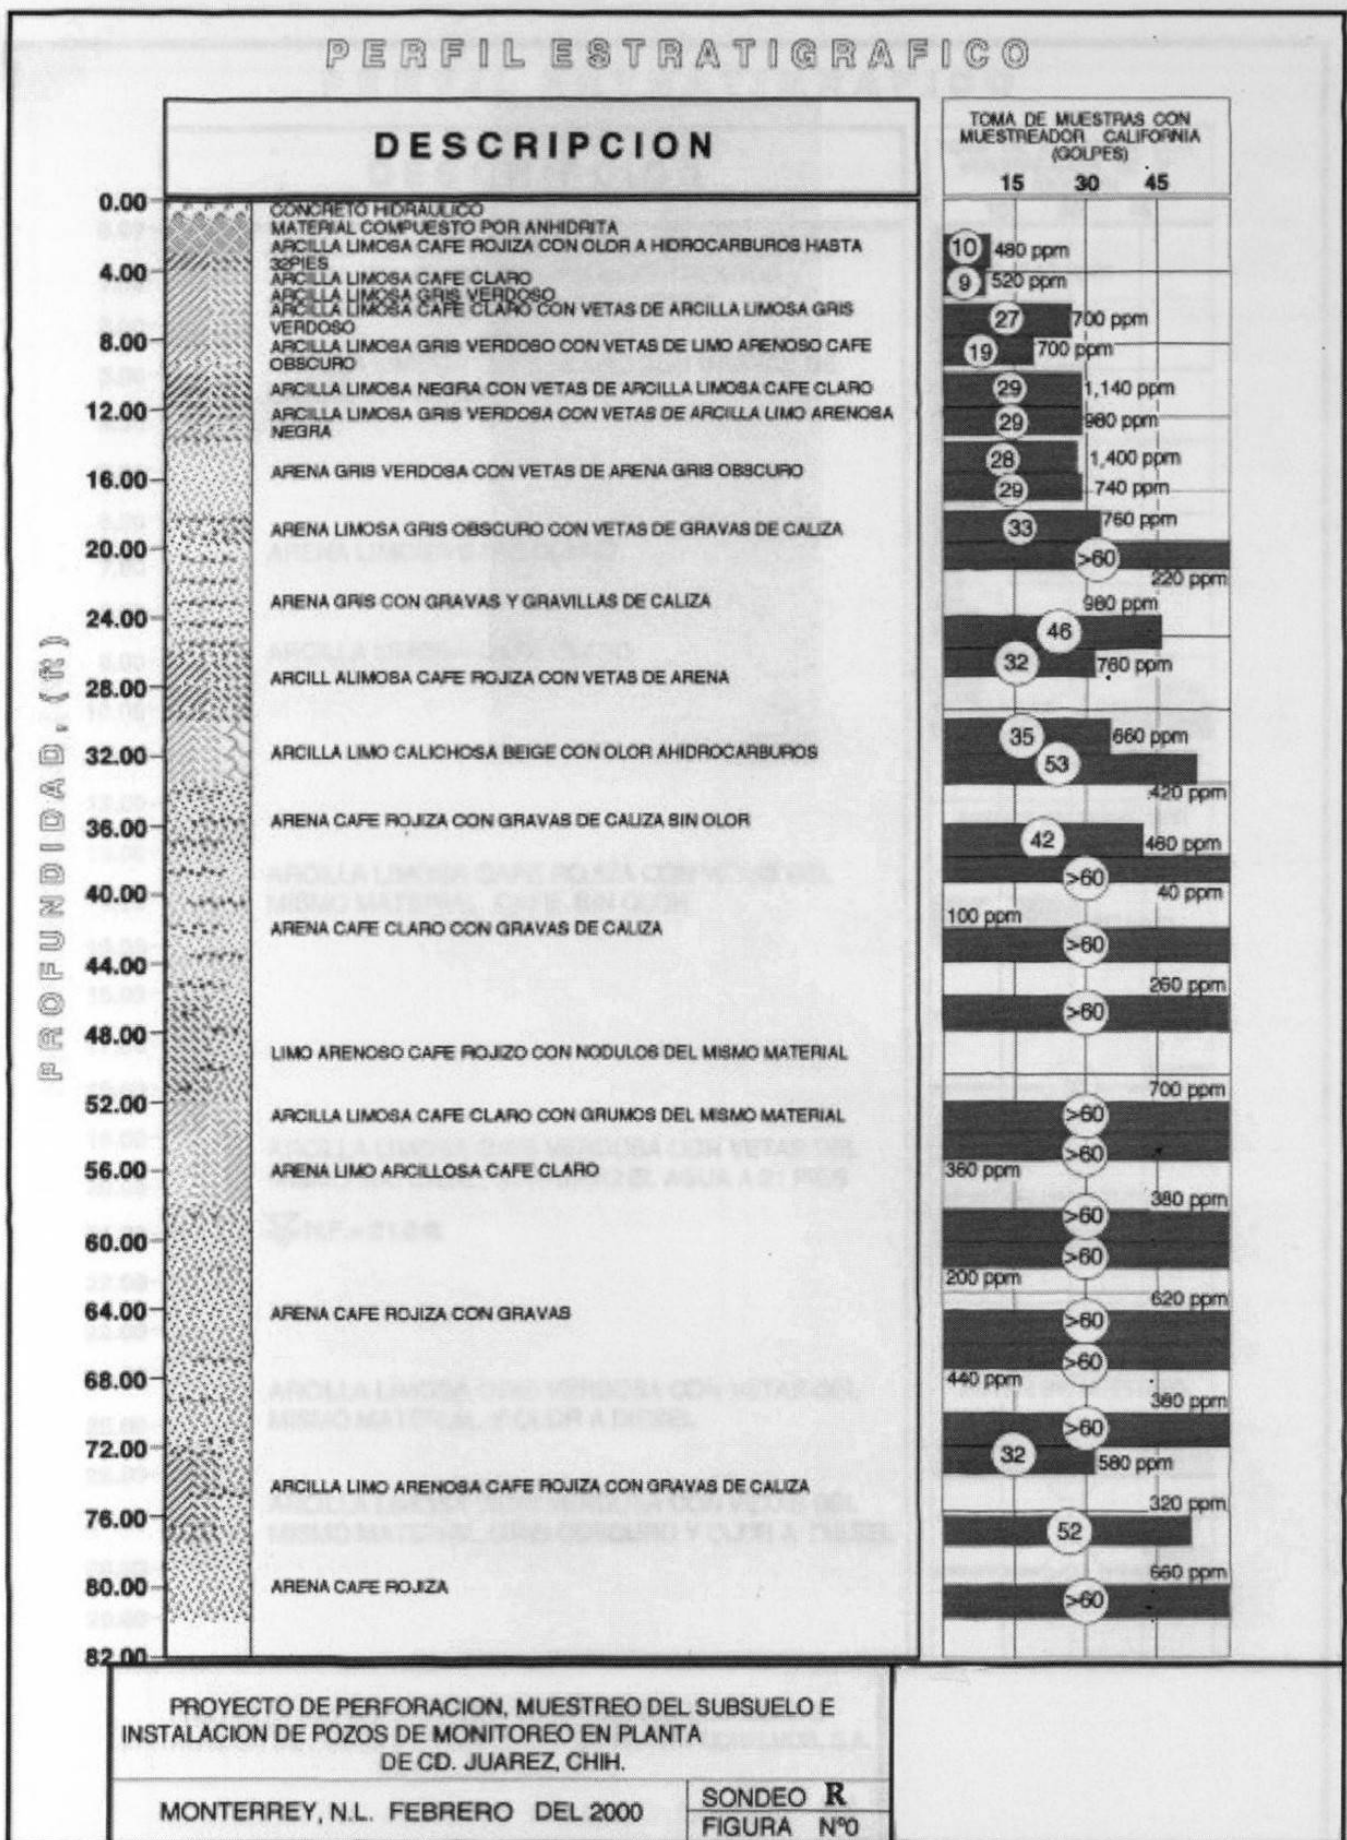 PERFIL ESTRATIGRAFICO
DESCRIPCION
TOMA DE MUESTRAS CON
MUESTREADOR CALIFORNIA
(GOLPES)
15 30 45
PROFUNDIDAD, (ft)
0.00
4.00
8.00
12.00
16.00
20.00
24.00
28.00
32.00
36.00
40.00
44.00
48.00
52.00
56.00
60.00
64.00
68.00
72.00
76.00
80.00
82.00
CONCRETO HIDRAULICO
MATERIAL COMPUESTO POR ANHIDRITA
ARCILLA LIMOSA CAFE ROJIZA CON OLOR A HIDROCARBUROS HASTA
32PIES
ARCILLA LIMOSA CAFE CLARO
ARCILLA LIMOSA GRIS VERDOSO
ARCILLA LIMOSA CAFE CLARO CON VETAS DE ARCILLA LIMOSA GRIS
VERDOSO
ARCILLA LIMOSA GRIS VERDOSO CON VETAS DE LIMO ARENOSO CAFE
OBSCURO
ARCILLA LIMOSA NEGRA CON VETAS DE ARCILLA LIMOSA CAFE CLARO
ARCILLA LIMOSA GRIS VERDOSA CON VETAS DE ARCILLA LIMO ARENOSA
NEGRA
ARENA GRIS VERDOSA CON VETAS DE ARENA GRIS OBSCURO
ARENA LIMOSA GRIS OBSCURO CON VETAS DE GRAVAS DE CALIZA
ARENA GRIS CON GRAVAS Y GRAVILLAS DE CALIZA
ARCILL ALIMOSA CAFE ROJIZA CON VETAS DE ARENA
ARCILLA LIMO CALICHOSA BEIGE CON OLOR AHIDROCARBUROS
ARENA CAFE ROJIZA CON GRAVAS DE CALIZA SIN OLOR
ARENA CAFE CLARO CON GRAVAS DE CALIZA
LIMO ARENOSO CAFE ROJIZO CON NODULOS DEL MISMO MATERIAL
ARCILLA LIMOSA CAFE CLARO CON GRUMOS DEL MISMO MATERIAL
ARENA LIMO ARCILLOSA CAFE CLARO
ARENA CAFE ROJIZA CON GRAVAS
ARCILLA LIMO ARENOSA CAFE ROJIZA CON GRAVAS DE CALIZA
ARENA CAFE ROJIZA
10 480 ppm
9 520 ppm
27 700 ppm
19 700 ppm
29 1,140 ppm
29 980 ppm
28 1,400 ppm
29 740 ppm
33 760 ppm
>60
220 ppm
980 ppm
46
32 760 ppm
35 660 ppm
53
420 ppm
42 460 ppm
>60
40 ppm
100 ppm
>60
260 ppm
>60
700 ppm
>60
>60
360 ppm
380 ppm
>60
>60
200 ppm
620 ppm
>60
>60
440 ppm
380 ppm
>60
32 580 ppm
320 ppm
52
660 ppm
>60
PROYECTO DE PERFORACION, MUESTREO DEL SUBSUELO E
INSTALACION DE POZOS DE MONITOREO EN PLANTA
DE CD. JUAREZ, CHIH.
MONTERREY, N.L. FEBRERO DEL 2000
SONDEO R
FIGURA Nº0